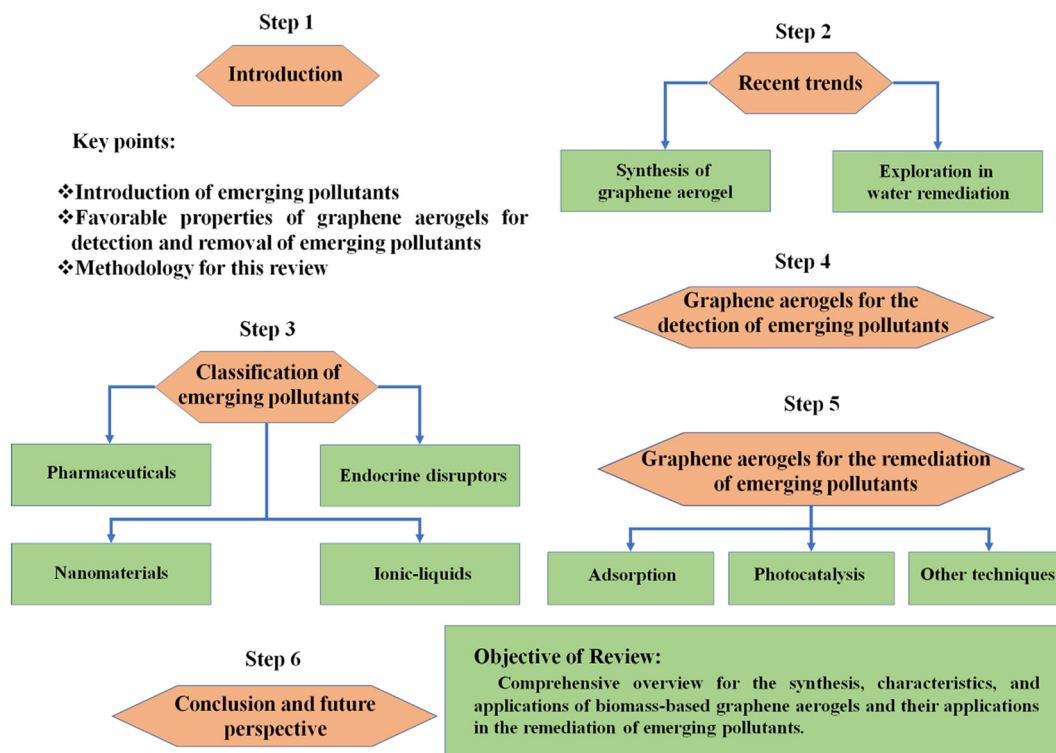 Step 1
Introduction
Key points:
❖Introduction of emerging pollutants
❖Favorable properties of graphene aerogels for
detection and removal of emerging pollutants
❖Methodology for this review
Step 2
Recent trends
Synthesis of
graphene aerogel
Exploration in
water remediation
Step 3
Classification of
emerging pollutants
Pharmaceuticals
Endocrine disruptors
Nanomaterials
Ionic-liquids
Step 4
Graphene aerogels for the
detection of emerging pollutants
Step 5
Graphene aerogels for the remediation
of emerging pollutants
Adsorption
Photocatalysis
Other techniques
Step 6
Conclusion and future
perspective
Objective of Review:
Comprehensive overview for the synthesis, characteristics, and
applications of biomass-based graphene aerogels and their applications
in the remediation of emerging pollutants.